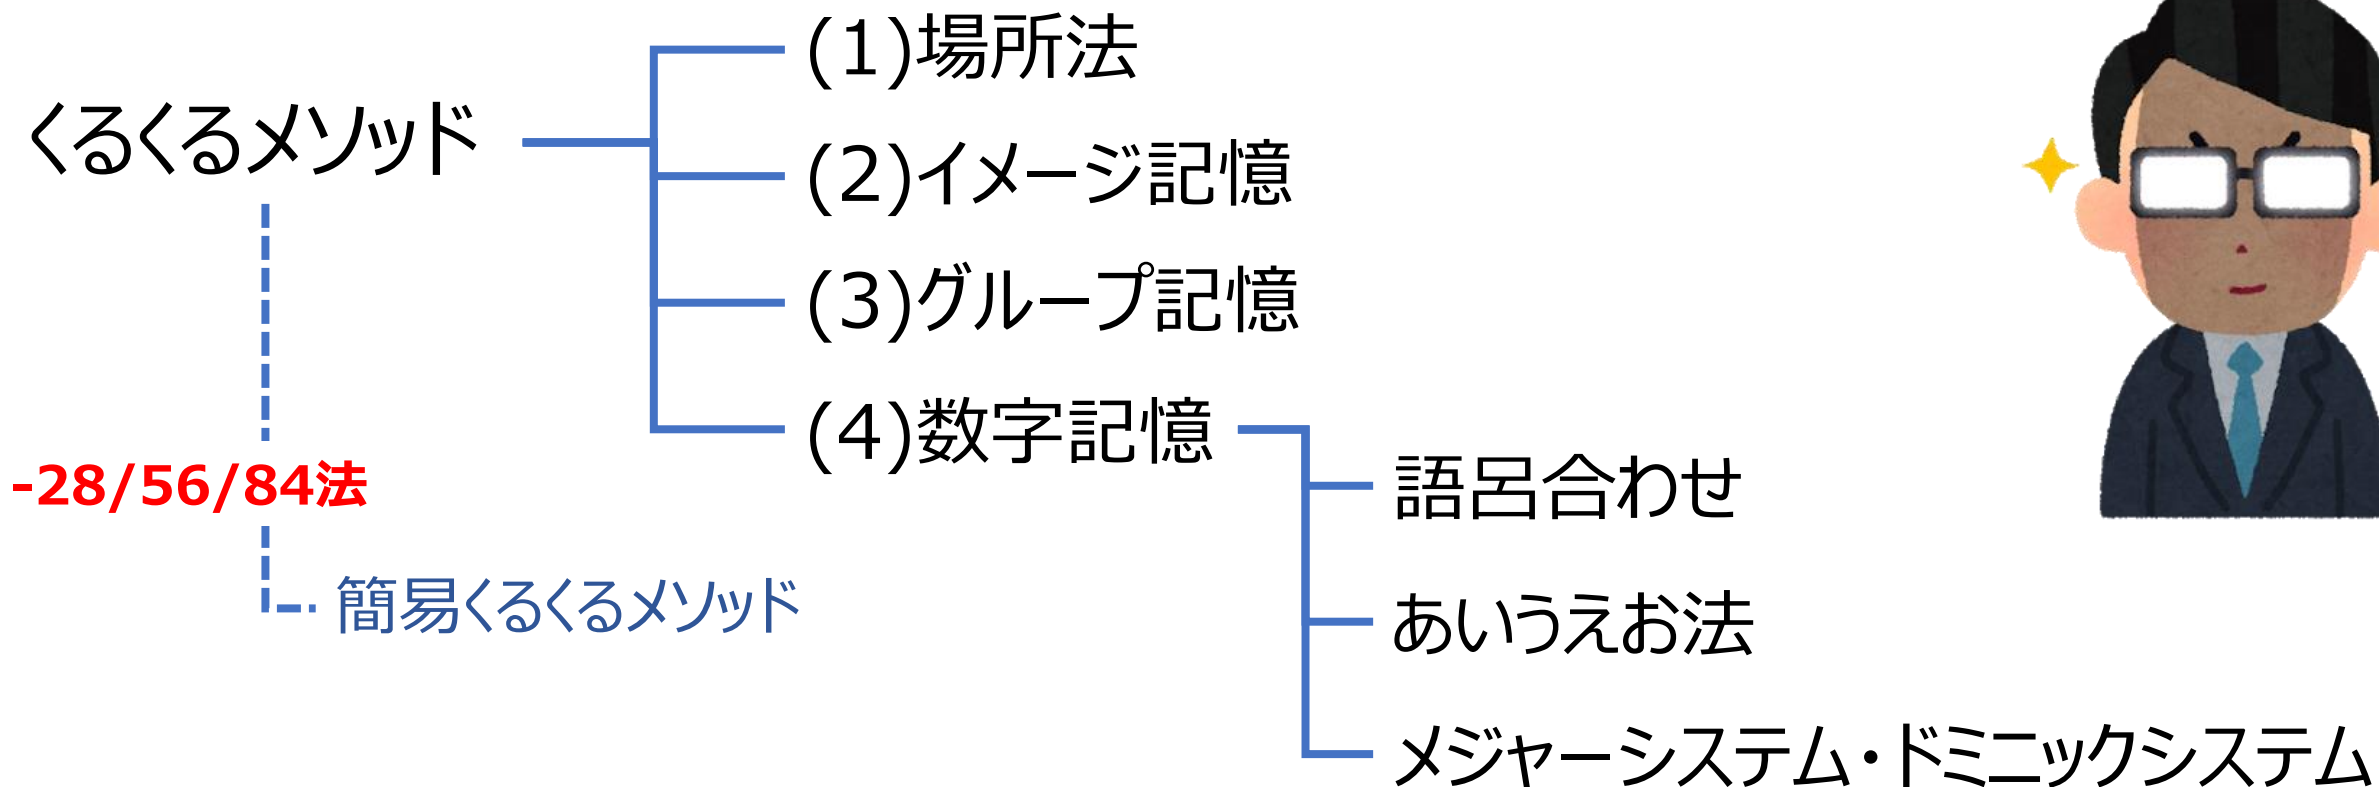 くるくるメソッド
(1)場所法
(2)イメージ記憶
(3)グループ記憶
(4)数字記憶
語呂合わせ
あいうえお法
メジャーシステム・ドミニックシステム
-28/56/84法
簡易くるくるメソッド